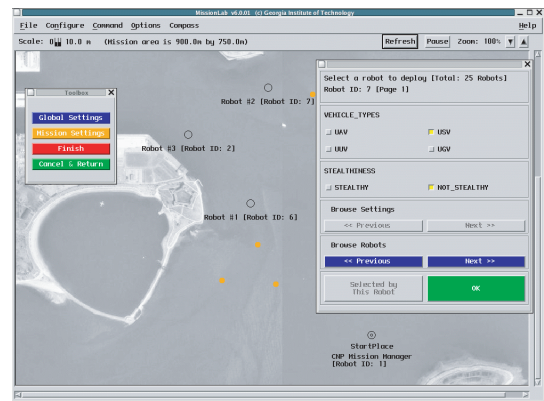 MissionLab v6.0.01 (c) Georgia Institute of Technology
File Configure Command Options Compass Help
Scale: 0 10.0 m (Mission area is 900.0m by 750.0m) Refresh Pause Zoom: 100%
Toolbox
Global Settings
Mission Settings
Finish
Cancel & Return
Robot #2 [Robot ID: 7]
Robot #3 [Robot ID: 2]
Robot #1 [Robot ID: 6]
StartPlace
CNP Mission Manager
[Robot ID: 1]
Select a robot to deploy [Total: 25 Robots]
Robot ID: 7 [Page 1]
VEHICLE_TYPES
UAV USV
UUV UGV
STEALTHINESS
STEALTHY NOT_STEALTHY
Browse Settings
<< Previous Next >>
Browse Robots
<< Previous Next >>
Selected by
This Robot
OK